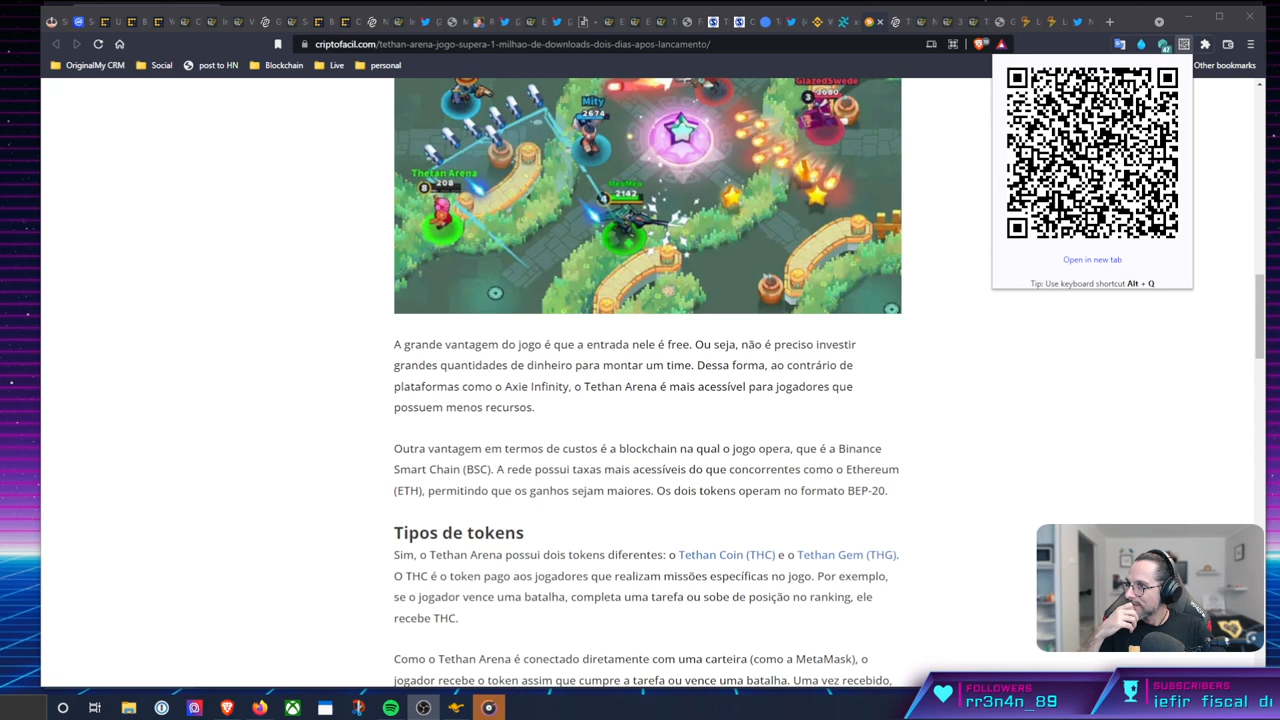 criptofacil.com/tethan-arena-jogo-supera-1-milhao-de-downloads-dois-dias-apos-lancamento/
47
OriginalMy CRM
Social
post to HN
Blockchain
Live
personal
Other bookmarks
Open in new tab
Tip: Use keyboard shortcut Alt + Q
GlazedSwede
3
3680
Mity
2674
Thetan Arena
8
208
MeoMeo
2142
A grande vantagem do jogo é que a entrada nele é free. Ou seja, não é preciso investir
grandes quantidades de dinheiro para montar um time. Dessa forma, ao contrário de
plataformas como o Axie Infinity, o Tethan Arena é mais acessível para jogadores que
possuem menos recursos.
Outra vantagem em termos de custos é a blockchain na qual o jogo opera, que é a Binance
Smart Chain (BSC). A rede possui taxas mais acessíveis do que concorrentes como o Ethereum
(ETH), permitindo que os ganhos sejam maiores. Os dois tokens operam no formato BEP-20.
Tipos de tokens
Sim, o Tethan Arena possui dois tokens diferentes: o Tethan Coin (THC) e o Tethan Gem (THG).
O THC é o token pago aos jogadores que realizam missões específicas no jogo. Por exemplo,
se o jogador vence uma batalha, completa uma tarefa ou sobe de posição no ranking, ele
recebe THC.
Como o Tethan Arena é conectado diretamente com uma carteira (como a MetaMask), o
jogador recebe o token assim que cumpre a tarefa ou vence uma batalha. Uma vez recebido,
FOLLOWERS
rr3n4n_89
SUBSCRIBERS
jefjr_fiscal_d